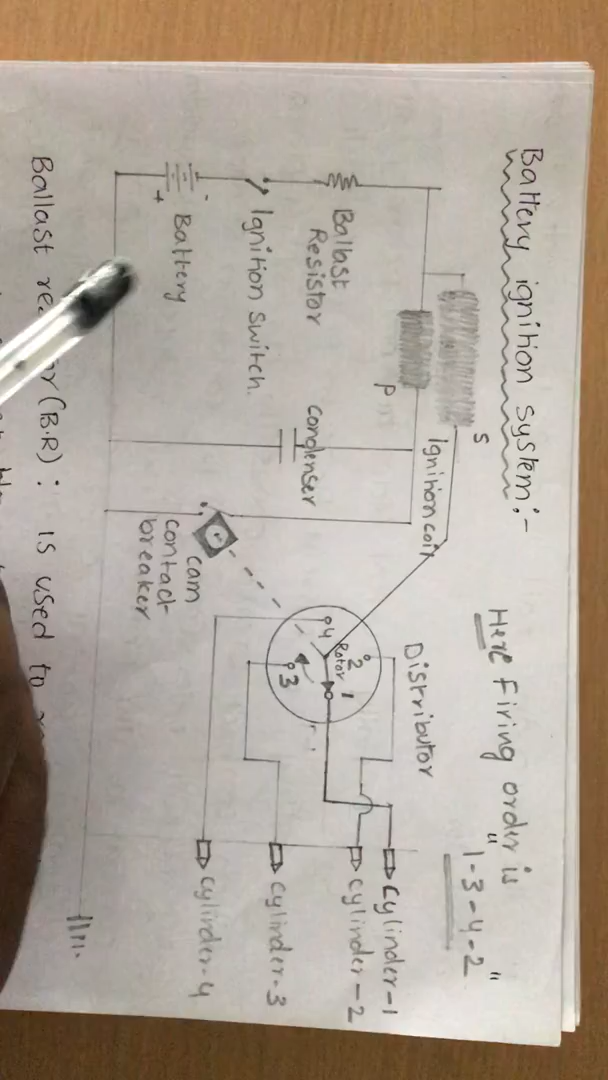 Battery ignition system:-
Here firing order is
"1-3-4-2"
S
Ignition coil
P
Distributor
Ballast
Resistor
Ignition switch.
+ - Battery
condenser
cam
contact
breaker
2
4
Rotor 1
3
cylinder-1
cylinder-2
cylinder-3
cylinder-4
Ballast (B.R): is used to